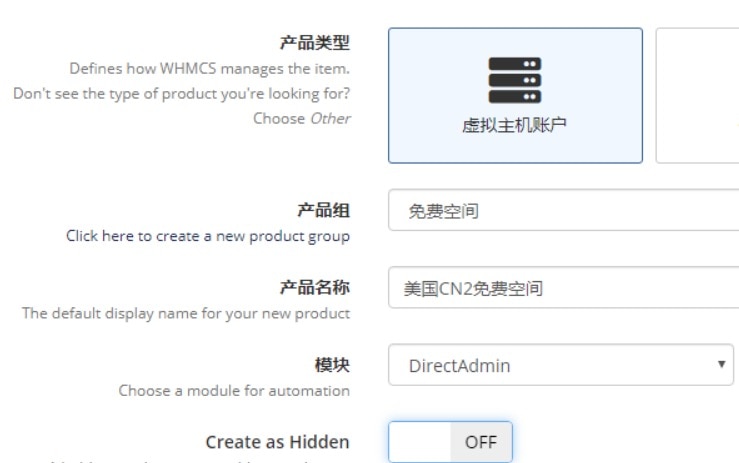 产品类型
Defines how WHMCS manages the item.
Don't see the type of product you're looking for?
Choose Other
虚拟主机账户
产品组
Click here to create a new product group
免费空间
产品名称
The default display name for your new product
美国CN2免费空间
模块
Choose a module for automation
DirectAdmin
Create as Hidden
OFF